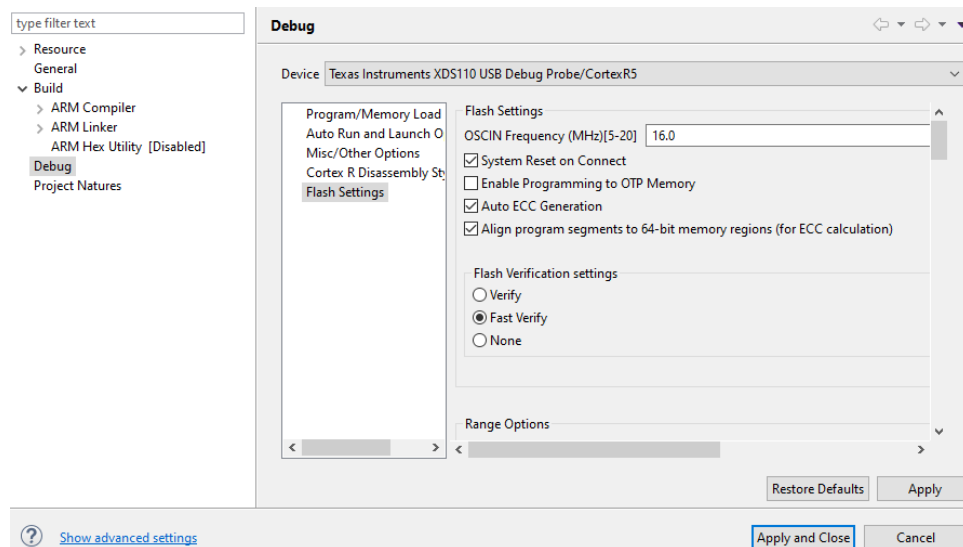 type filter text
Resource
General
Build
ARM Compiler
ARM Linker
ARM Hex Utility [Disabled]
Debug
Project Natures
Debug
Device Texas Instruments XDS110 USB Debug Probe/CortexR5
Program/Memory Load
Auto Run and Launch O
Misc/Other Options
Cortex R Disassembly Sty
Flash Settings
Flash Settings
OSCIN Frequency (MHz)[5-20] 16.0
System Reset on Connect
Enable Programming to OTP Memory
Auto ECC Generation
Align program segments to 64-bit memory regions (for ECC calculation)
Flash Verification settings
Verify
Fast Verify
None
Range Options
Restore Defaults Apply
? Show advanced settings
Apply and Close Cancel